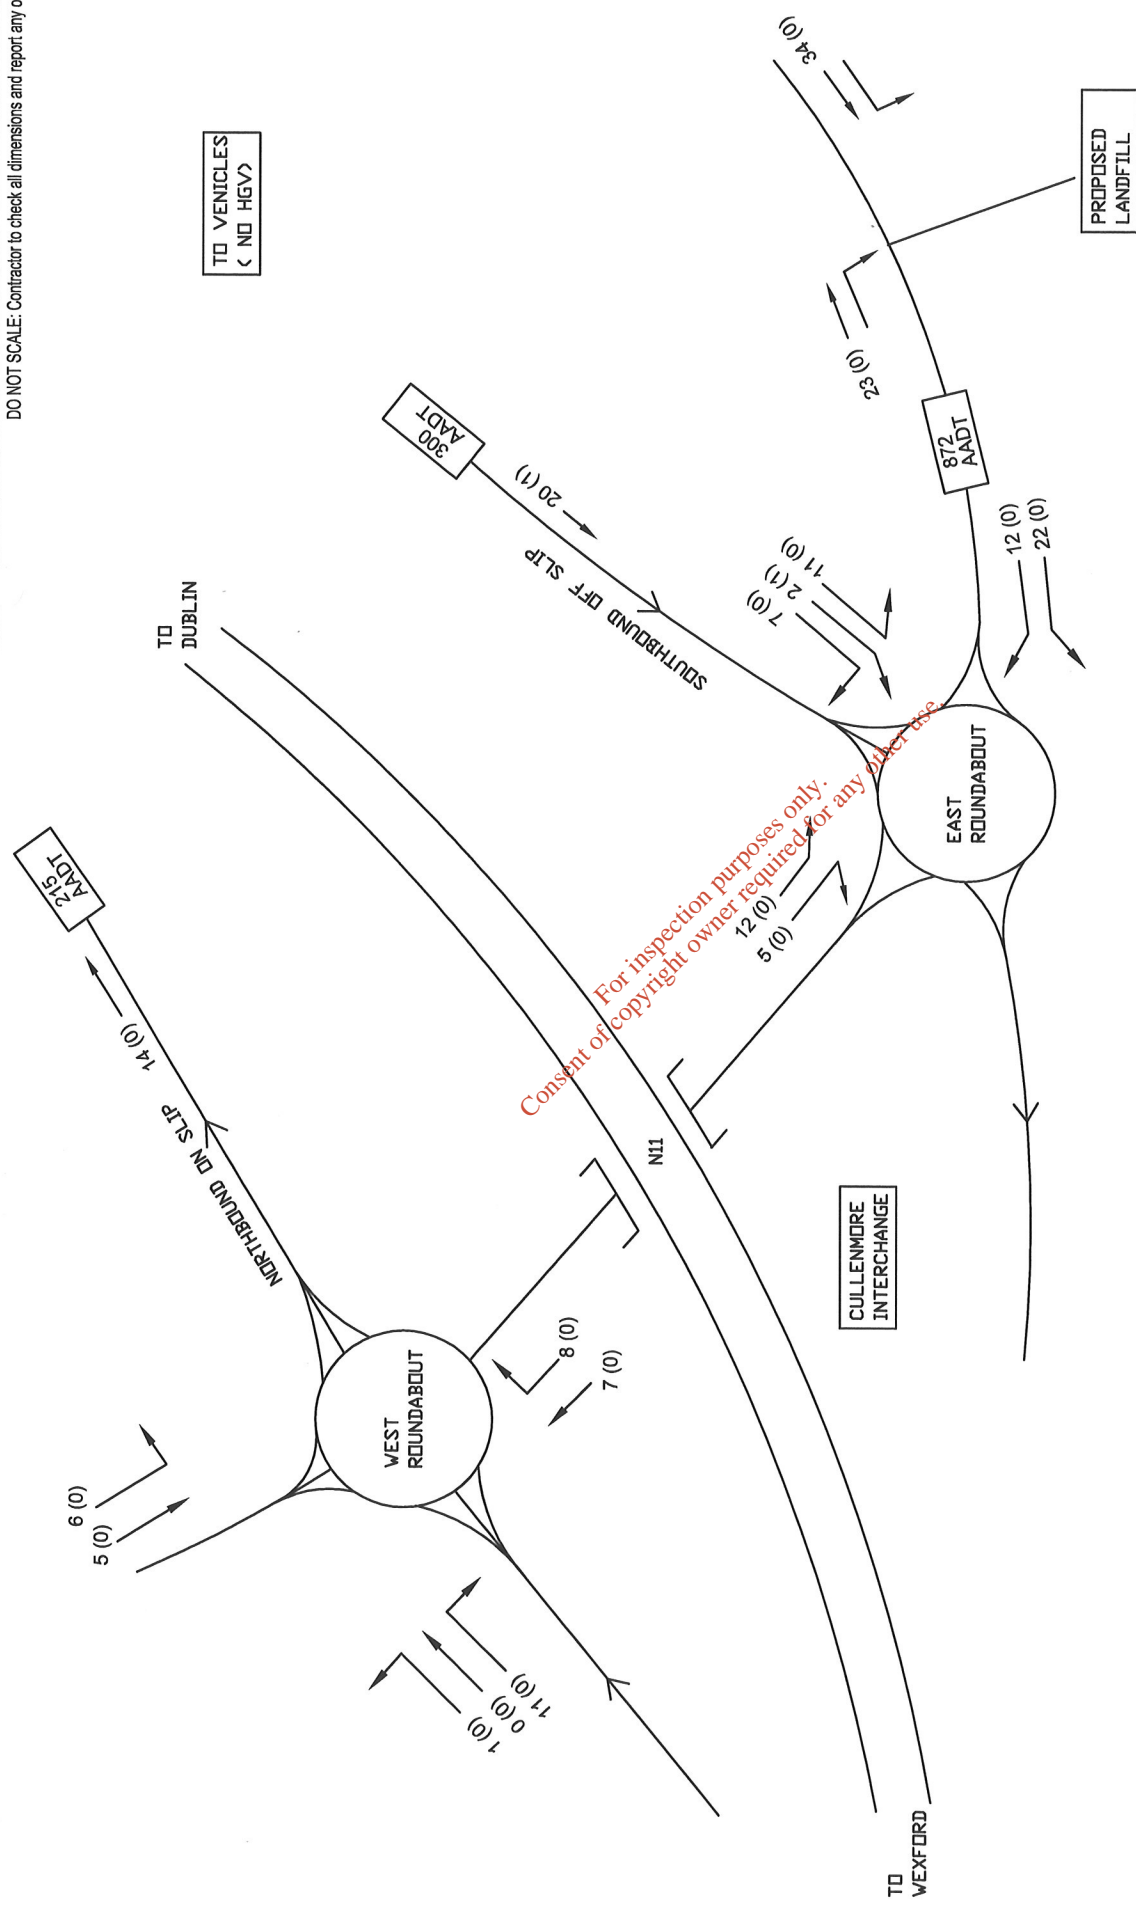 DO NOT SCALE: Contractor to check all dimensions and report any o
TO VENICLES
( NO HGV)
TO
DUBLIN
215
AADT
14 (0)
NORTHBOUND ON SLIP
6 (0)
5 (0)
WEST
ROUNDABOUT
8 (0)
7 (0)
1 (0)
0 (0)
11 (0)
300
AADT
20 (1)
SOUTHBOUND OFF SLIP
7 (0)
2 (1)
11 (0)
34 (0)
23 (0)
PROPOSED
LANDFILL
872
AADT
12 (0)
22 (0)
EAST
ROUNDABOUT
12 (0)
5 (0)
N11
CULLENMORE
INTERCHANGE
TO
WEXFORD
For inspection purposes only.
Consent of copyright owner required for any other use.